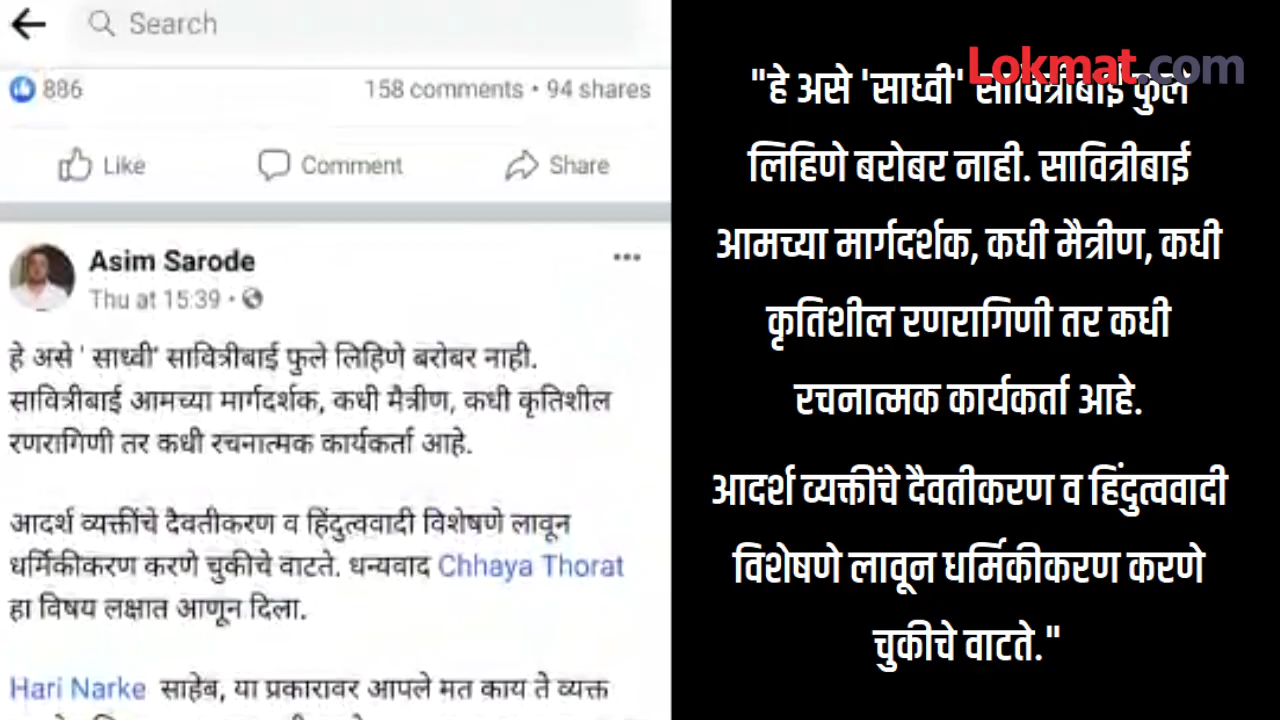 Search
886
158 comments • 94 shares
Like
Comment
Share
Asim Sarode
Thu at 15:39 •
हे असे ' साध्वी' सावित्रीबाई फुले लिहिणे बरोबर नाही.
सावित्रीबाई आमच्या मार्गदर्शक, कधी मैत्रीण, कधी कृतिशील
रणरागिणी तर कधी रचनात्मक कार्यकर्ता आहे.
आदर्श व्यक्तींचे दैवतीकरण व हिंदुत्ववादी विशेषणे लावून
धर्मिकीकरण करणे चुकीचे वाटते. धन्यवाद Chhaya Thorat
हा विषय लक्षात आणून दिला.
Hari Narke साहेब, या प्रकारावर आपले मत काय ते व्यक्त
Lokmat.com
"हे असे 'साध्वी' सावित्रीबाई फुले
लिहिणे बरोबर नाही. सावित्रीबाई
आमच्या मार्गदर्शक, कधी मैत्रीण, कधी
कृतिशील रणरागिणी तर कधी
रचनात्मक कार्यकर्ता आहे.
आदर्श व्यक्तींचे दैवतीकरण व हिंदुत्ववादी
विशेषणे लावून धर्मिकीकरण करणे
चुकीचे वाटते."